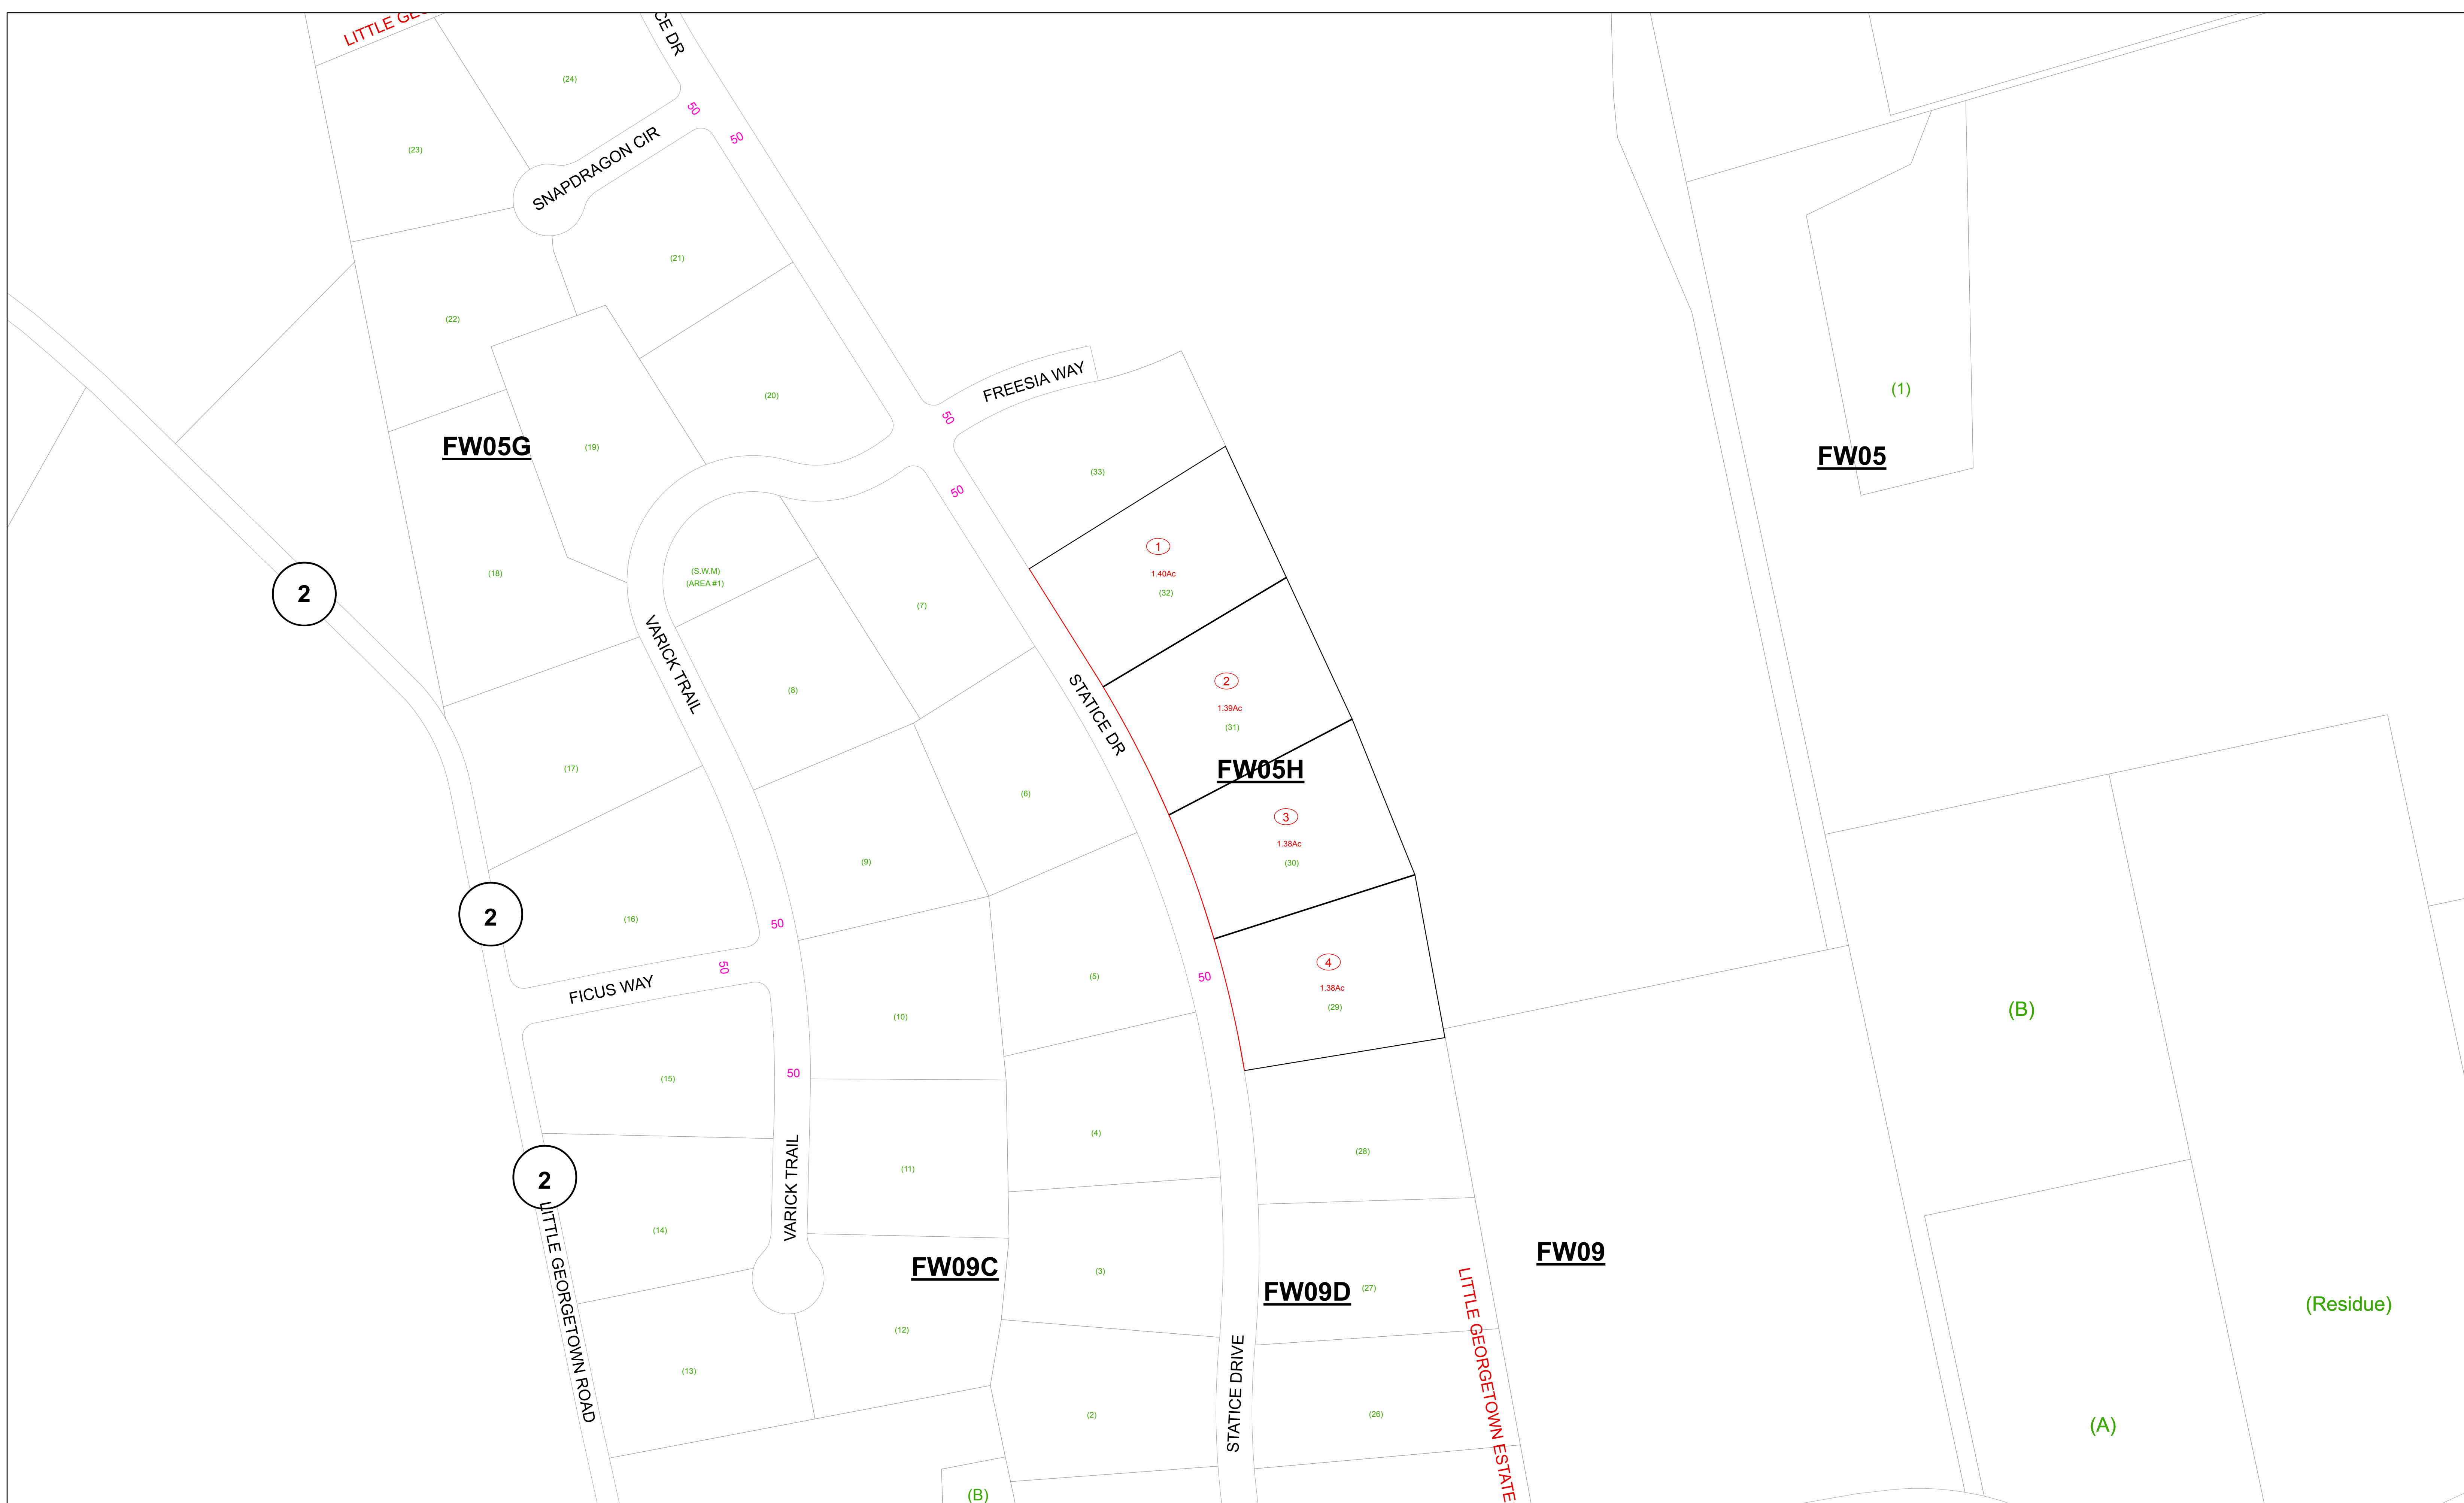 LITTLE GE
CE DR
(24)
50
50
(23)
SNAPDRAGON CIR
(21)
(22)
FREESIA WAY
(1)
(20)
50
FW05G
(19)
FW05
(33)
50
1
1.40Ac
(32)
(18)
(S.W.M)
(AREA #1)
2
(7)
VARICK TRAIL
2
1.39Ac
(31)
(8)
STATICE DR
(17)
FW05H
(6)
3
1.38Ac
(30)
(9)
2
(16)
50
50
FICUS WAY
(5)
50
4
1.38Ac
(29)
(B)
(10)
50
(15)
(4)
(28)
2
(11)
VARICK TRAIL
(14)
FW09
FW09C
(3)
FW09D
(27)
(Residue)
LITTLE GEORGETOWN ROAD
(12)
(13)
STATICE DRIVE
LITTLE GEORGETOWN ESTATE
(2)
(26)
(A)
(B)